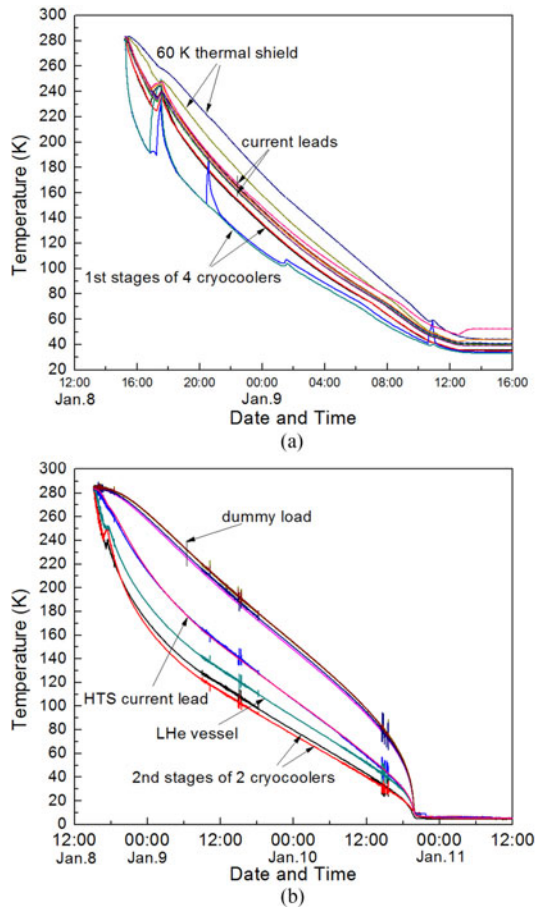 300
280
260
240
220
200
180
160
140
120
100
80
60
40
20
Temperature (K)
60 K thermal shield
current leads
1st stages of 4 cryocoolers
12:00 16:00 20:00 00:00 04:00 08:00 12:00 16:00
Jan.8 Jan.9
Date and Time
(a)
300
280
260
240
220
200
180
160
140
120
100
80
60
40
20
0
Temperature (K)
dummy load
HTS current lead
LHe vessel
2nd stages of 2 cryocoolers
12:00 00:00 12:00 00:00 12:00 00:00 12:00
Jan.8 Jan.9 Jan.10 Jan.11
Date and Time
(b)